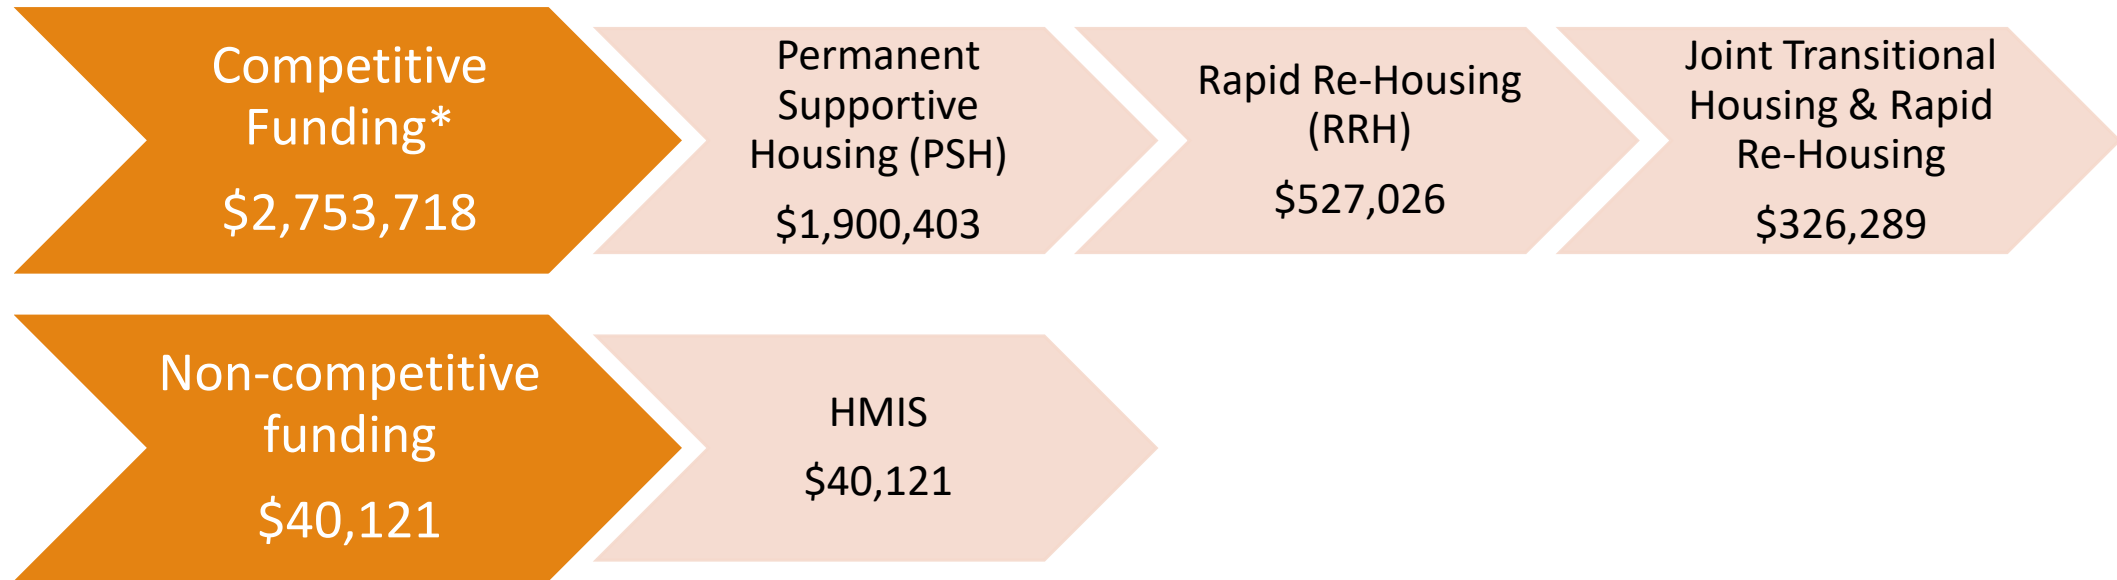 Competitive
Funding*
$2,753,718
Permanent
Supportive
Housing (PSH)
$1,900,403
Rapid Re-Housing
(RRH)
$527,026
Joint Transitional
Housing & Rapid
Re-Housing
$326,289
Non-competitive
funding
$40,121
HMIS
$40,121